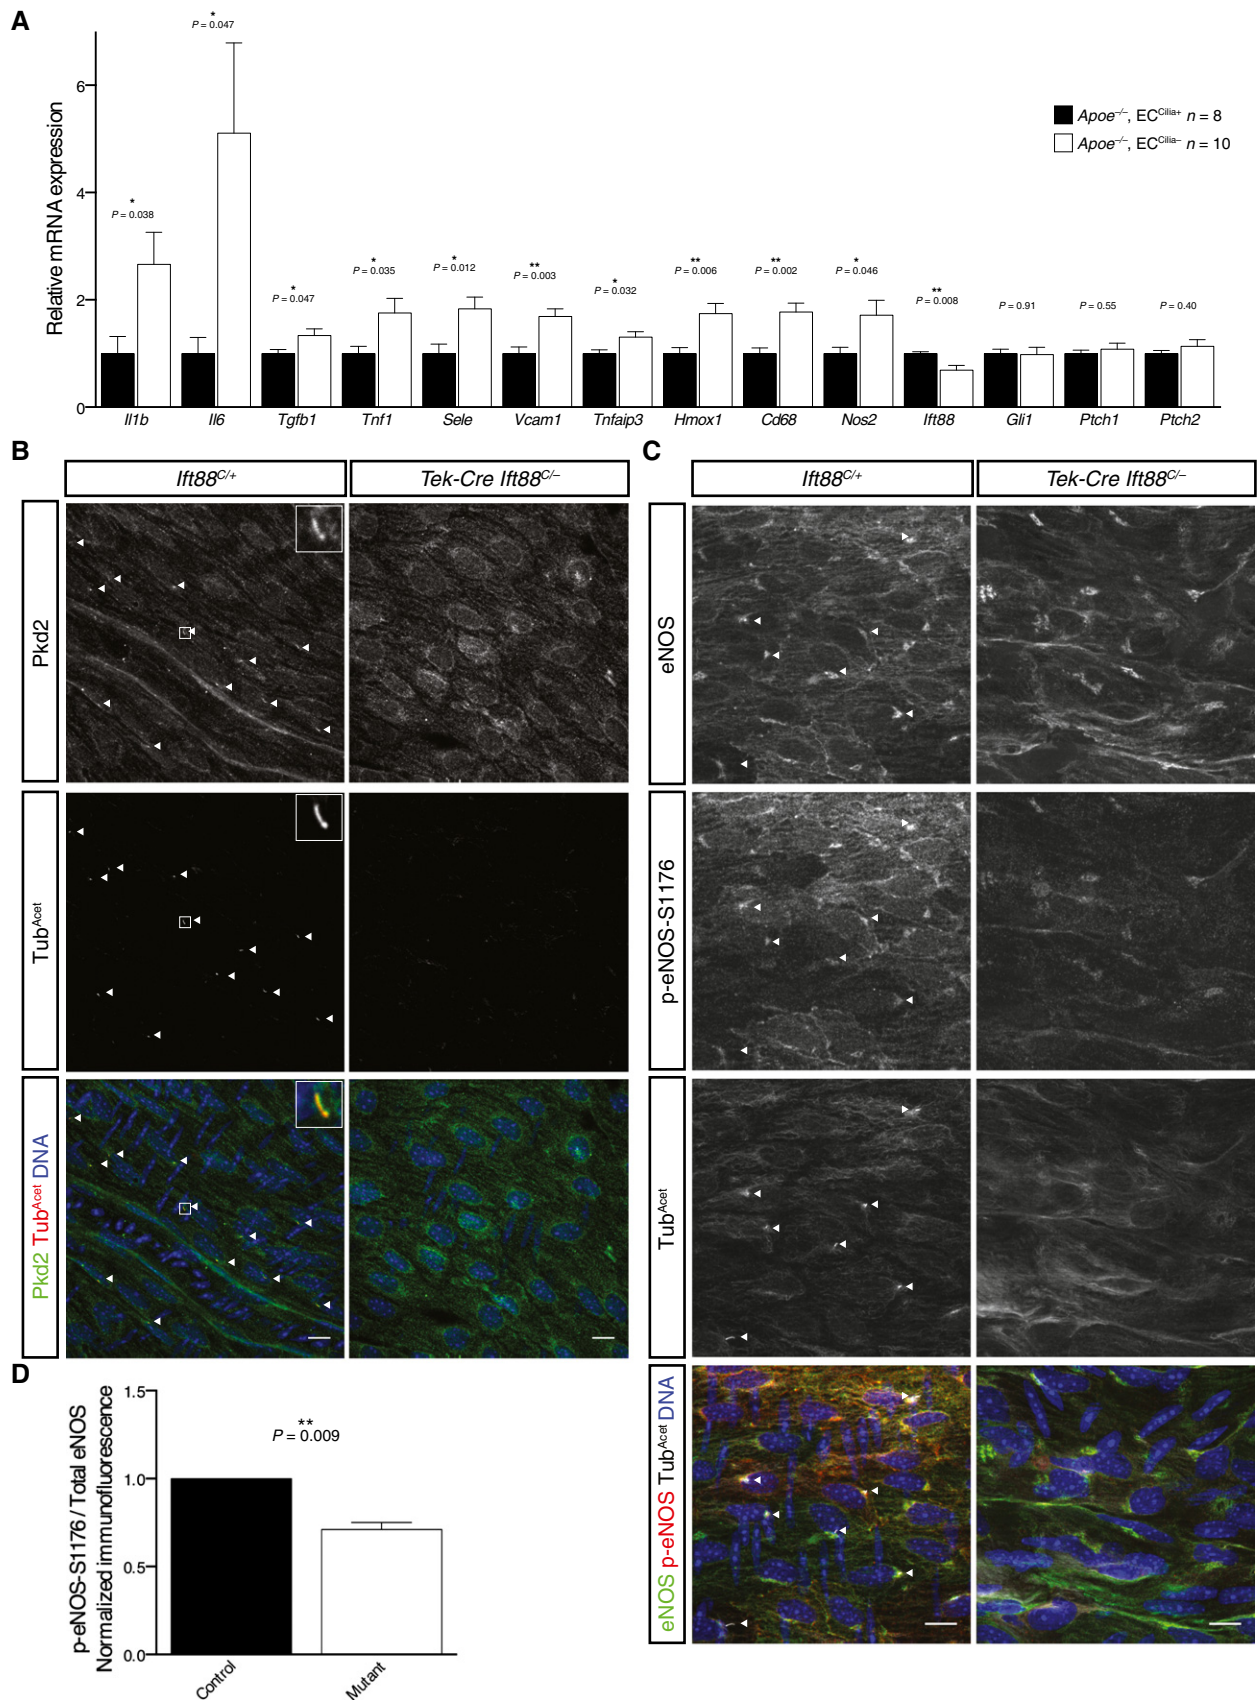 A
Relative mRNA expression
6
4
2
0
*
P = 0.038
*
P = 0.047
*
P = 0.047
*
P = 0.035
*
P = 0.012
**
P = 0.003
*
P = 0.032
**
P = 0.006
**
P = 0.002
*
P = 0.046
**
P = 0.008
P = 0.91
P = 0.55
P = 0.40
Apoe–/–, ECCilia+ n = 8
Apoe–/–, ECCilia– n = 10
Il1b Il6 Tgfb1 Tnf1 Sele Vcam1 Tnfaip3 Hmox1 Cd68 Nos2 Ift88 Gli1 Ptch1 Ptch2
B
Ift88C/+ Tek-Cre Ift88C/–
Pkd2
TubAcet
Pkd2 TubAcet DNA
C
Ift88C/+ Tek-Cre Ift88C/–
eNOS
p-eNOS-S1176
TubAcet
eNOS p-eNOS TubAcet DNA
D
p-eNOS-S1176 / Total eNOS
Normalized immunofluorescence
1.5
1.0
0.5
0.0
**
P = 0.009
Control
Mutant